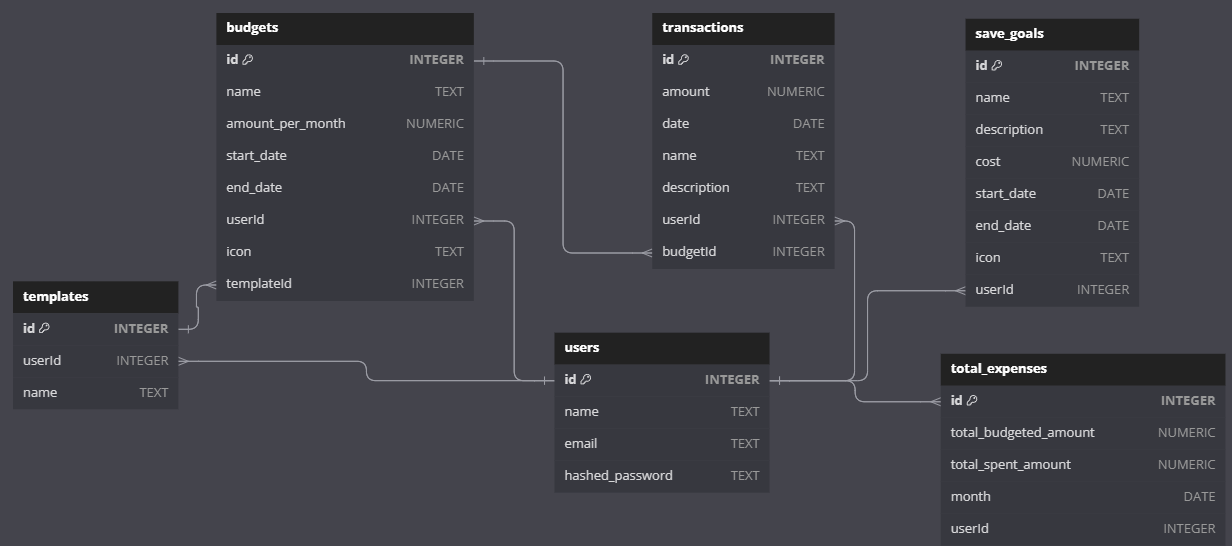 budgets
id INTEGER
name TEXT
amount_per_month NUMERIC
start_date DATE
end_date DATE
userId INTEGER
icon TEXT
templateId INTEGER
transactions
id INTEGER
amount NUMERIC
date DATE
name TEXT
description TEXT
userId INTEGER
budgetId INTEGER
save_goals
id INTEGER
name TEXT
description TEXT
cost NUMERIC
start_date DATE
end_date DATE
icon TEXT
userId INTEGER
templates
id INTEGER
userId INTEGER
name TEXT
users
id INTEGER
name TEXT
email TEXT
hashed_password TEXT
total_expenses
id INTEGER
total_budgeted_amount NUMERIC
total_spent_amount NUMERIC
month DATE
userId INTEGER